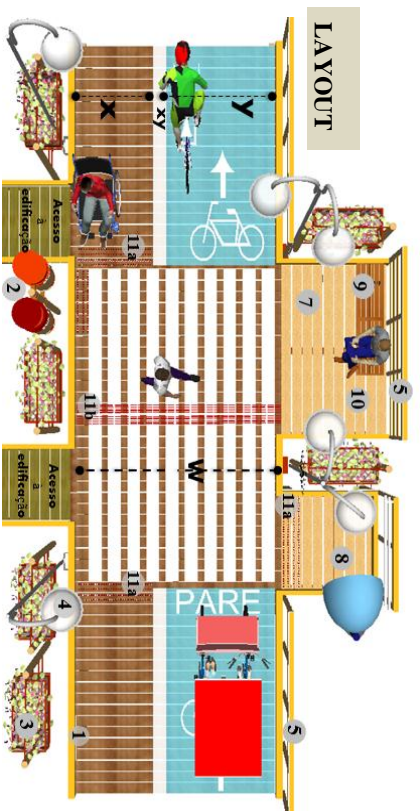 LAYOUT
x
xy
y
11a
Acesso
à
edificação
2
9
7
5
10
11b
W
Acesso
à
edificação
11a
8
11a
PARE
4
3
1
5